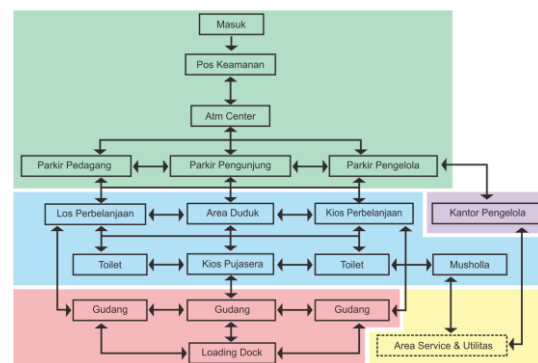 Masuk
Pos Keamanan
Atm Center
Parkir Pedagang
Parkir Pengunjung
Parkir Pengelola
Los Perbelanjaan
Area Duduk
Kios Perbelanjaan
Kantor Pengelola
Toilet
Kios Pujasera
Toilet
Musholla
Gudang
Gudang
Gudang
Area Service & Utilitas
Loading Dock